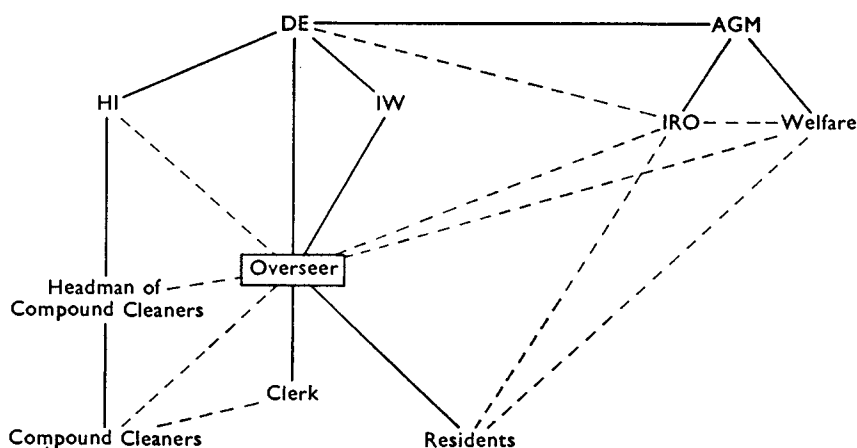 DE
AGM
HI
IW
IRO
Welfare
Overseer
Headman of
Compound Cleaners
Clerk
Compound Cleaners
Residents